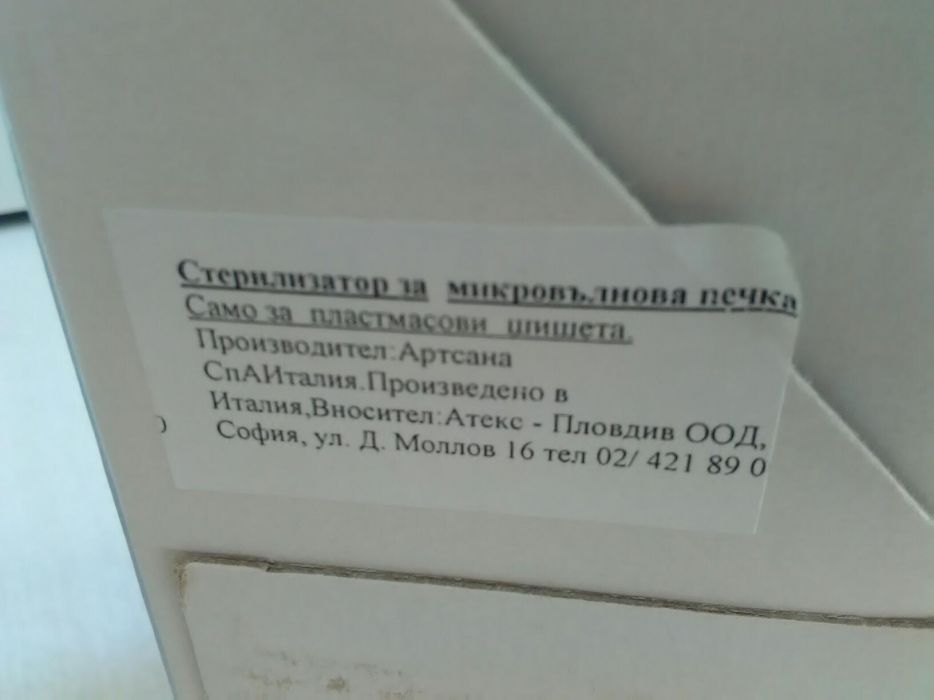 Стерилизатор за микровълнова печка
Само за пластмасови шишета.
Производител:Артсана
СпАИталия.Произведено в
Италия,Вносител:Атекс - Пловдив ООД,
София, ул. Д. Моллов 16 тел 02/ 421 89 0